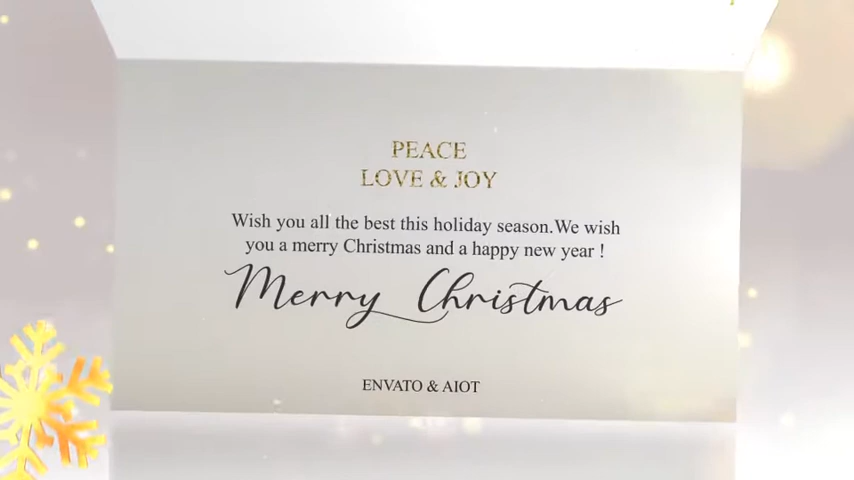 PEACE
LOVE & JOY
Wish you all the best this holiday season.We wish
you a merry Christmas and a happy new year !
Merry Christmas
ENVATO & AIOT